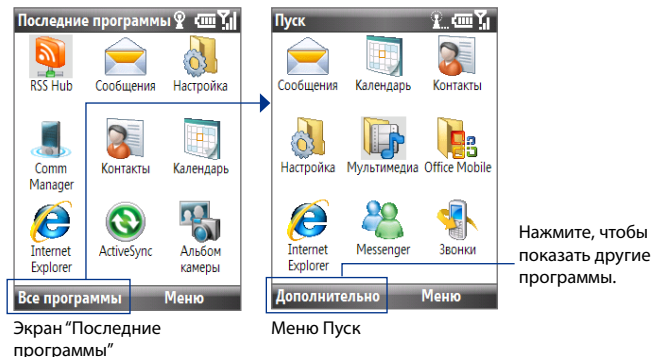 Последние программы
RSS Hub Сообщения Настройка
Comm Manager Контакты Календарь
Internet Explorer ActiveSync Альбом камеры
Все программы Меню
Экран “Последние
программы”
Пуск
Сообщения Календарь Контакты
Настройка Мультимедиа Office Mobile
Internet Explorer Messenger Звонки
Дополнительно Меню
Меню Пуск
Нажмите, чтобы
показать другие
программы.